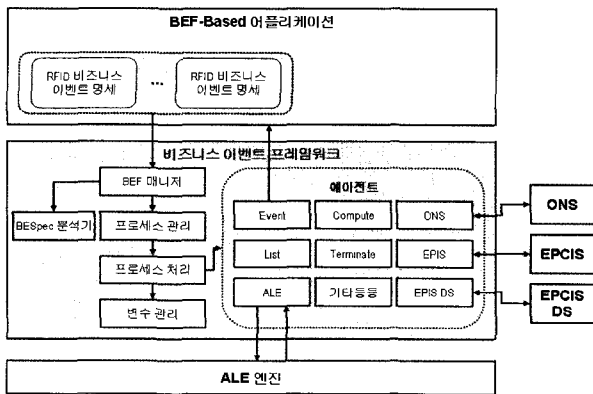 BEF-Based 어플리케이션
RFID 비즈니스
이벤트 명세
...
RFID 비즈니스
이벤트 명세
비즈니스 이벤트 프레임워크
BEF 매니저
BESpec 분석기
프로세스 관리
프로세스 처리
변수 관리
에이젼트
Event
Compute
ONS
List
Terminate
EPIS
ALE
기타등등
EPIS DS
ONS
EPCIS
EPCIS
DS
ALE 엔진